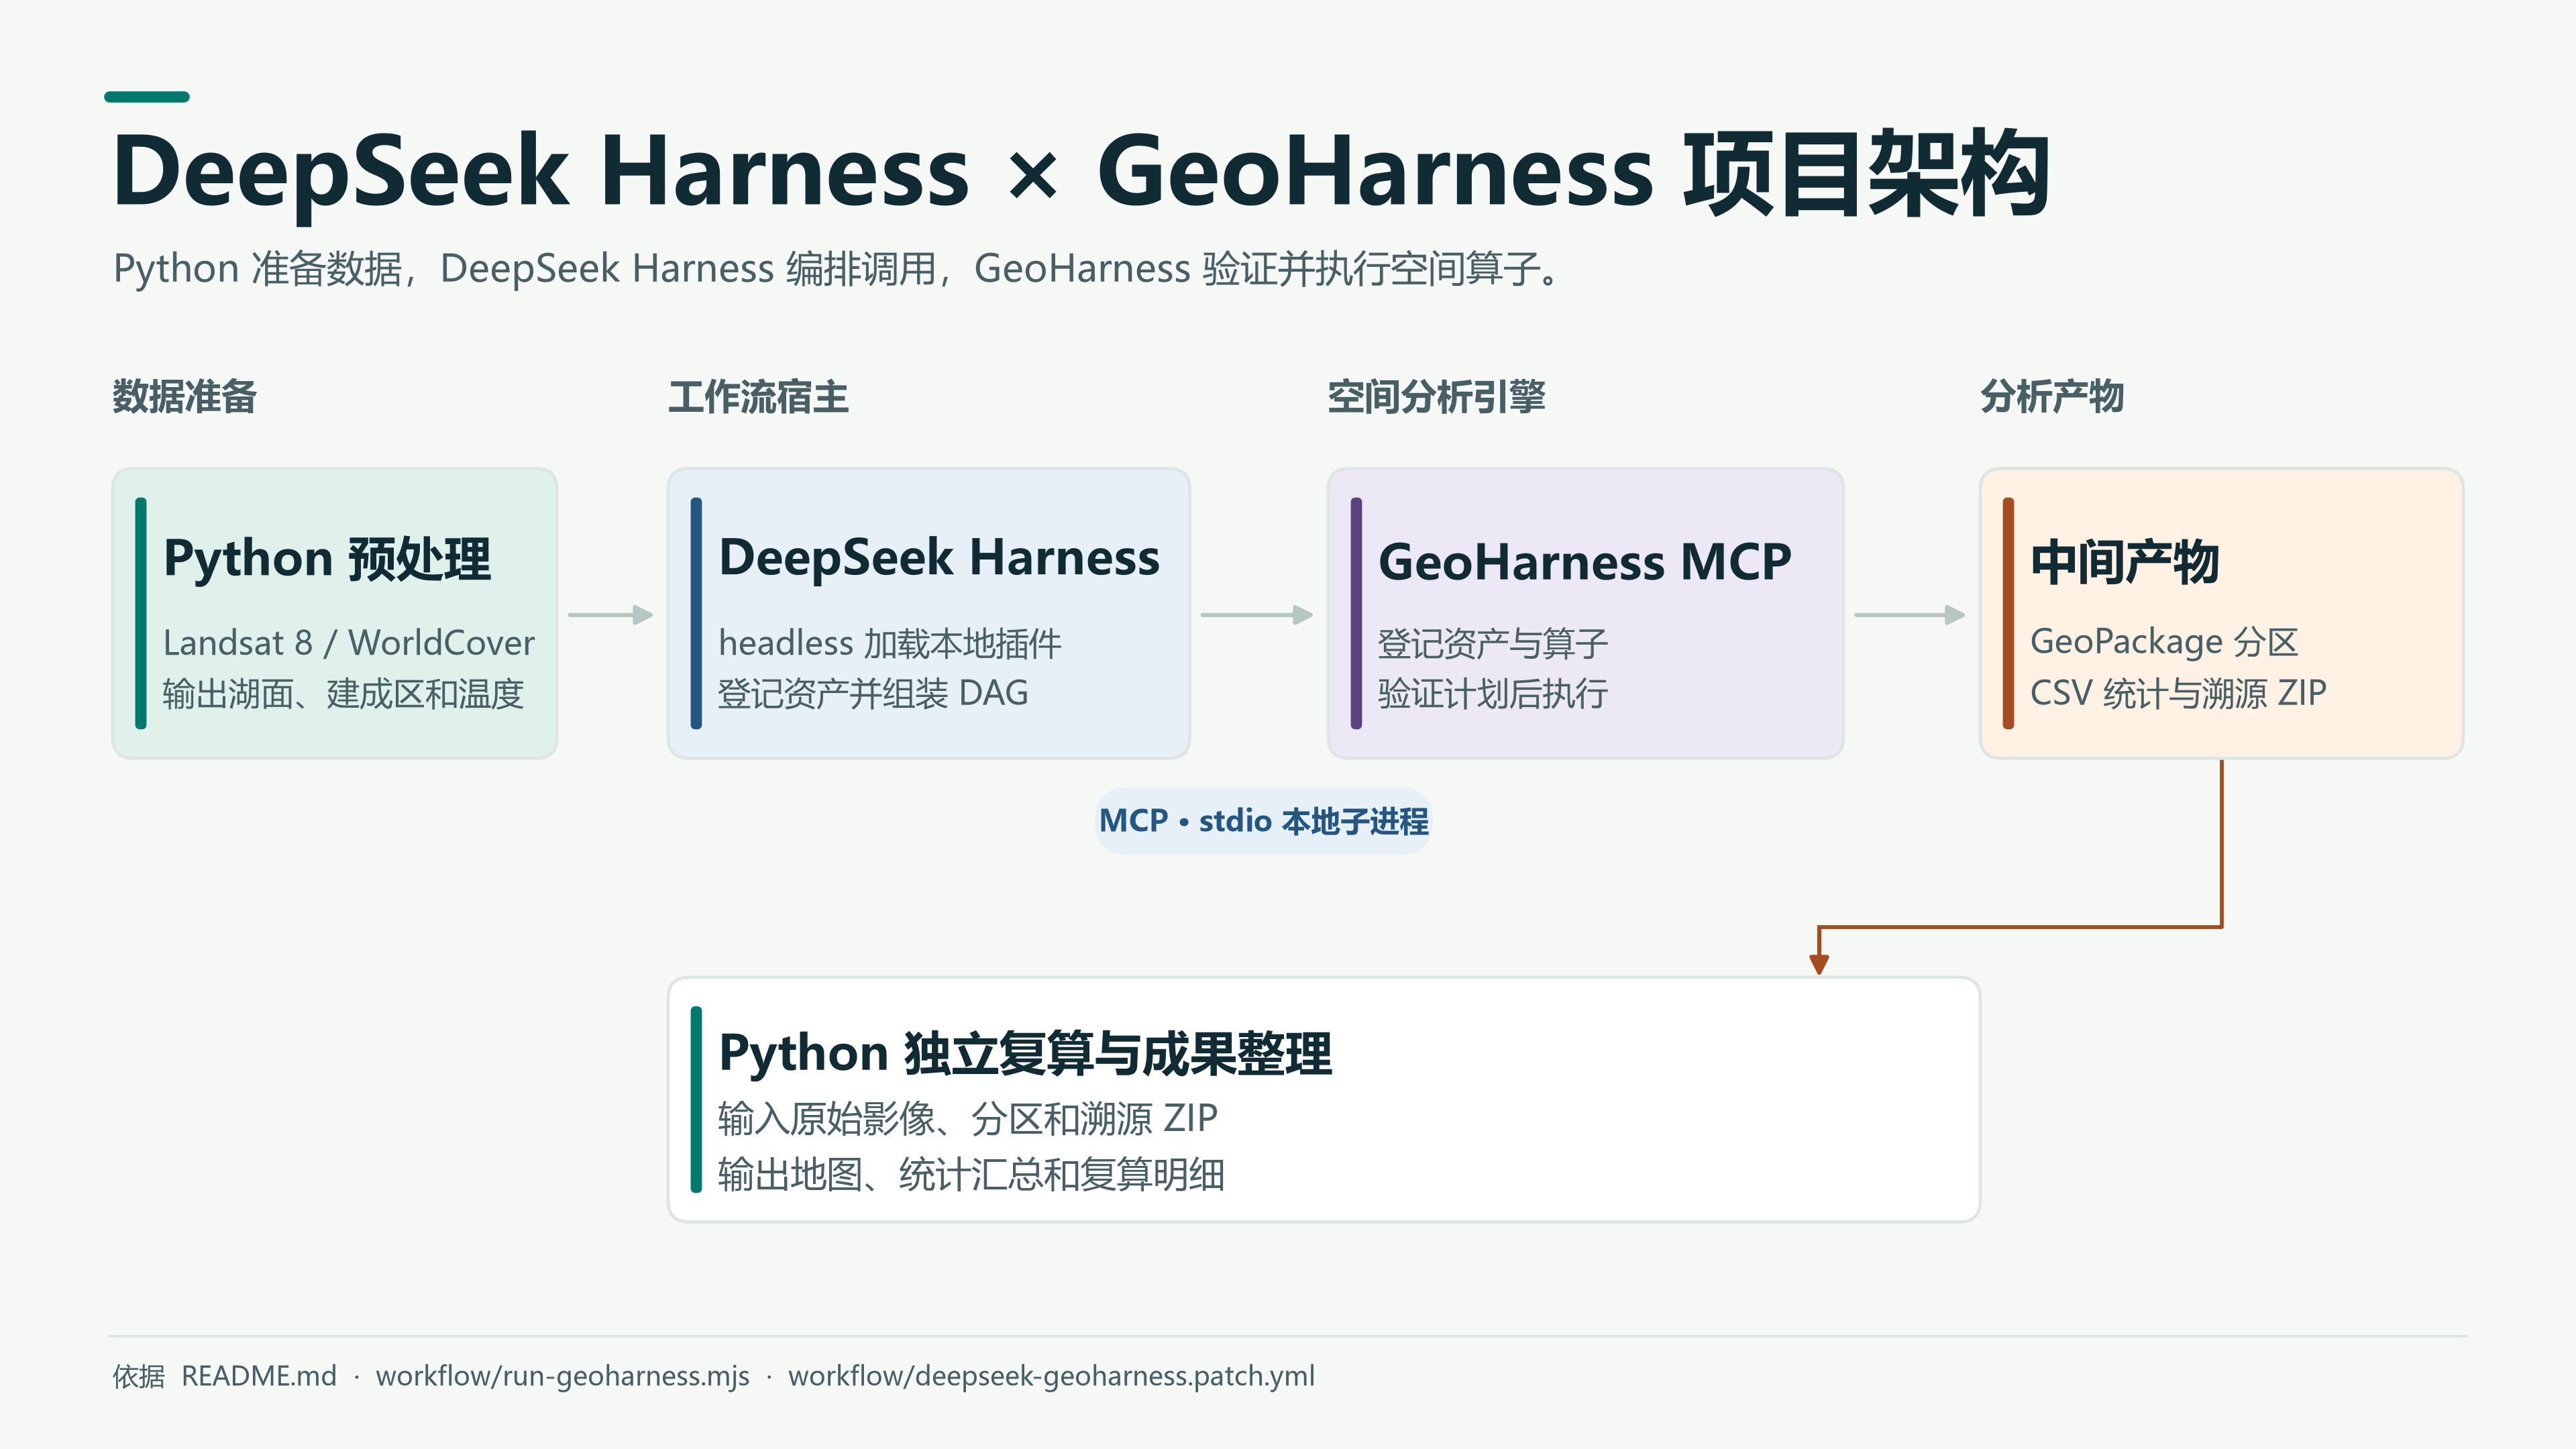 DeepSeek Harness × GeoHarness 项目架构
Python 准备数据，DeepSeek Harness 编排调用，GeoHarness 验证并执行空间算子。
数据准备
工作流宿主
空间分析引擎
分析产物
Python 预处理
Landsat 8 / WorldCover
输出湖面、建成区和温度
DeepSeek Harness
headless 加载本地插件
登记资产并组装 DAG
GeoHarness MCP
登记资产与算子
验证计划后执行
中间产物
GeoPackage 分区
CSV 统计与溯源 ZIP
MCP • stdio 本地子进程
Python 独立复算与成果整理
输入原始影像、分区和溯源 ZIP
输出地图、统计汇总和复算明细
依据 README.md · workflow/run-geoharness.mjs · workflow/deepseek-geoharness.patch.yml